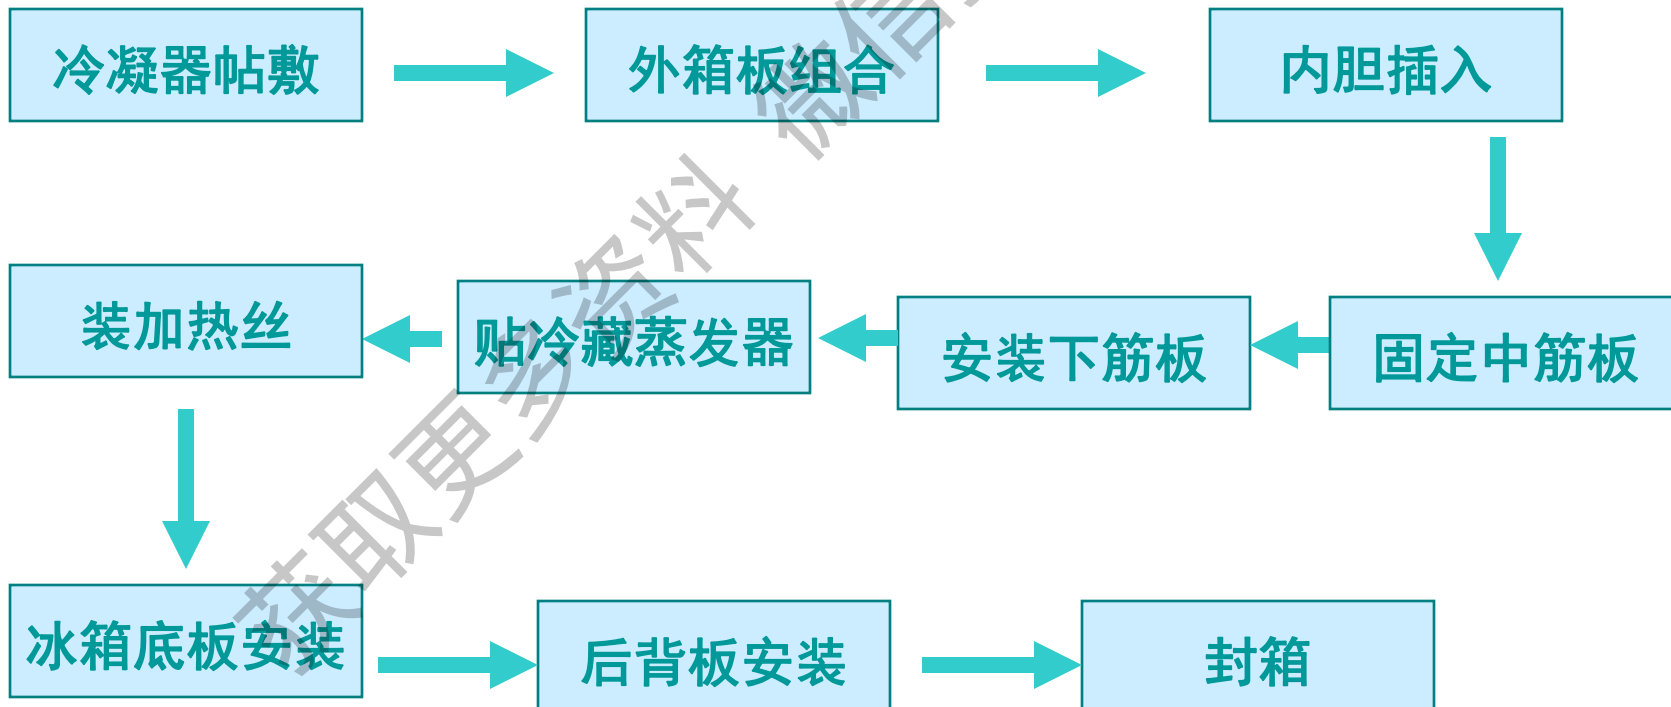 冷凝器帖敷
外箱板组合
内胆插入
装加热丝
贴冷藏蒸发器
安装下筋板
固定中筋板
冰箱底板安装
后背板安装
封箱
获取更多资料 微信